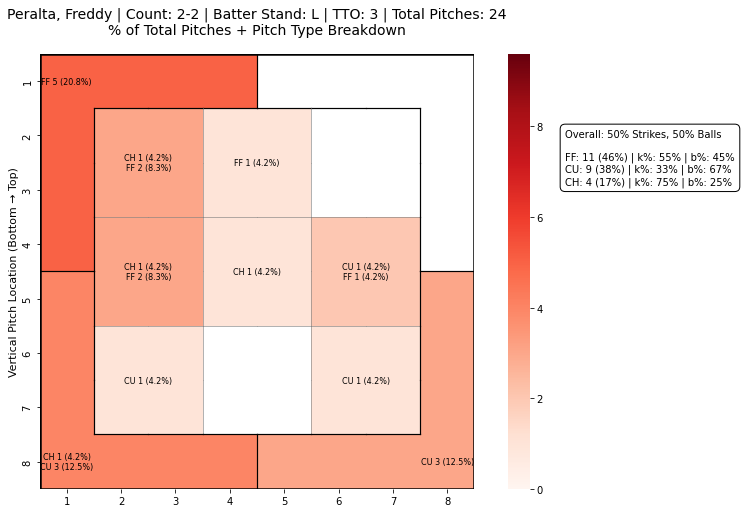 Peralta, Freddy | Count: 2-2 | Batter Stand: L | TTO: 3 | Total Pitches: 24
% of Total Pitches + Pitch Type Breakdown
Vertical Pitch Location (Bottom → Top)
1
2
3
4
5
6
7
8
FF 5 (20.8%)
CH 1 (4.2%)
FF 2 (8.3%)
FF 1 (4.2%)
CH 1 (4.2%)
FF 2 (8.3%)
CH 1 (4.2%)
CU 1 (4.2%)
FF 1 (4.2%)
CU 1 (4.2%)
CU 1 (4.2%)
CH 1 (4.2%)
CU 3 (12.5%)
CU 3 (12.5%)
1 2 3 4 5 6 7 8
8
6
4
2
0
Overall: 50% Strikes, 50% Balls
FF: 11 (46%) | k%: 55% | b%: 45%
CU: 9 (38%) | k%: 33% | b%: 67%
CH: 4 (17%) | k%: 75% | b%: 25%